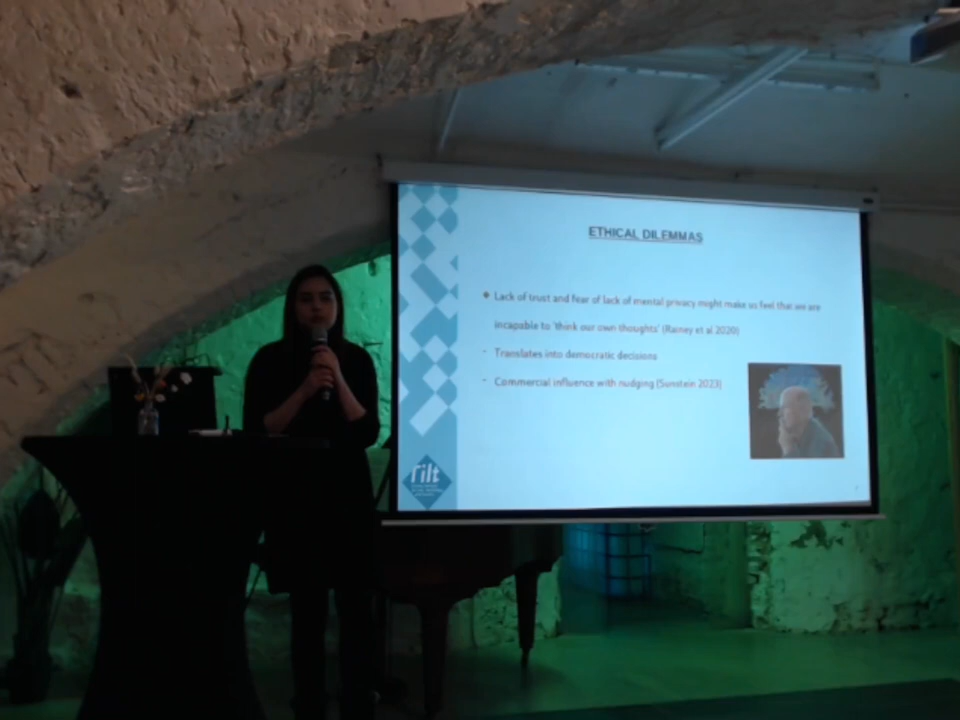 ETHICAL DILEMMAS
❖ Lack of trust and fear of lack of mental privacy might make us feel that we are
incapable to 'think our own thoughts' (Rainey et al 2020)
- Translates into democratic decisions
- Commercial influence with nudging (Sunstein 2023)
rilt